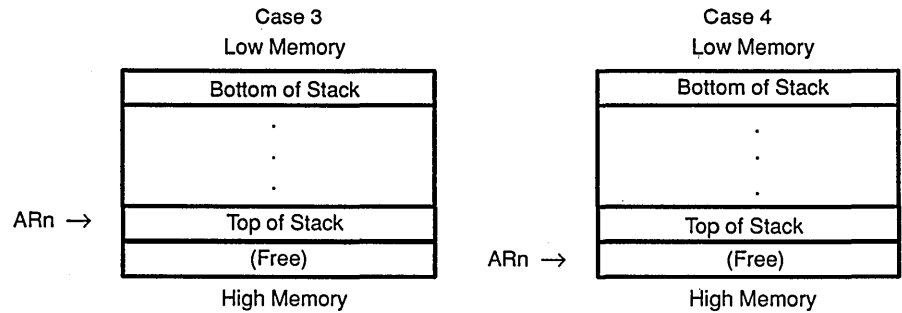 Case 3
Low Memory
Bottom of Stack
.
.
.
ARn → Top of Stack
(Free)
High Memory
Case 4
Low Memory
Bottom of Stack
.
.
.
Top of Stack
ARn → (Free)
High Memory